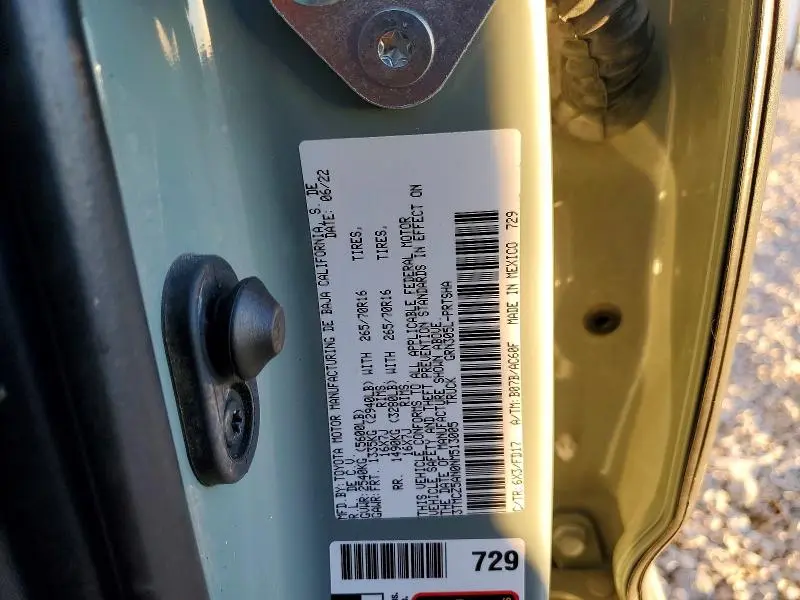 MFD.BY: TOYOTA MOTOR MANUFACTURING DE BAJA CALIFORNIA, S. DE
R.L. DE C.V. DATE: 06/22
GVWR: 2540KG (5600LB)
GAWR: FRT. 1335KG (2940LB) WITH 265/70R16 TIRES,
16X7J RIMS,
RR. 1490KG (3280LB) WITH 265/70R16 TIRES,
16X7J RIMS.
THIS VEHICLE CONFORMS TO ALL APPLICABLE FEDERAL MOTOR
VEHICLE SAFETY AND THEFT PREVENTION STANDARDS IN EFFECT ON
THE DATE OF MANUFACTURE SHOWN ABOVE.
3TMCZ5AN0NM513085 TRUCK GRN305L-PRTSHA
C/TR: 6X3/FD17 A/TM: B07B/AC60F MADE IN MEXICO 729
729